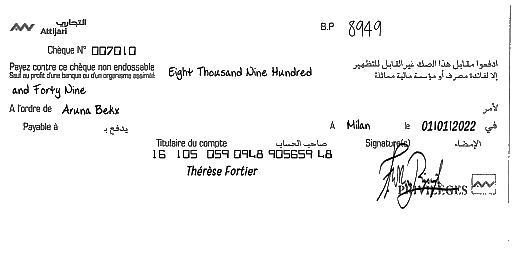 التجاري
Attijari
B.P 8949
Chèque N° 007010
Payez contre ce chèque non endossable
Sauf au profit d'une banque ou d'un organisme assimilé
Eight Thousand Nine Hundred
ادفعوا مقابل هذا الصك غير القابل للتظهير
إلا لفائدة مصرف أو مؤسسة مالية مماثلة
and Forty Nine
A l'ordre de Aruna Bekx
لأمر
Payable à يدفع بـ
A Milan le 01/01/2022 في
Titulaire du compte صاحب الحساب
Signature(s) الإمضاء
16 105 059 0948 905659 48
Thérèse Fortier
PRIVILEGES